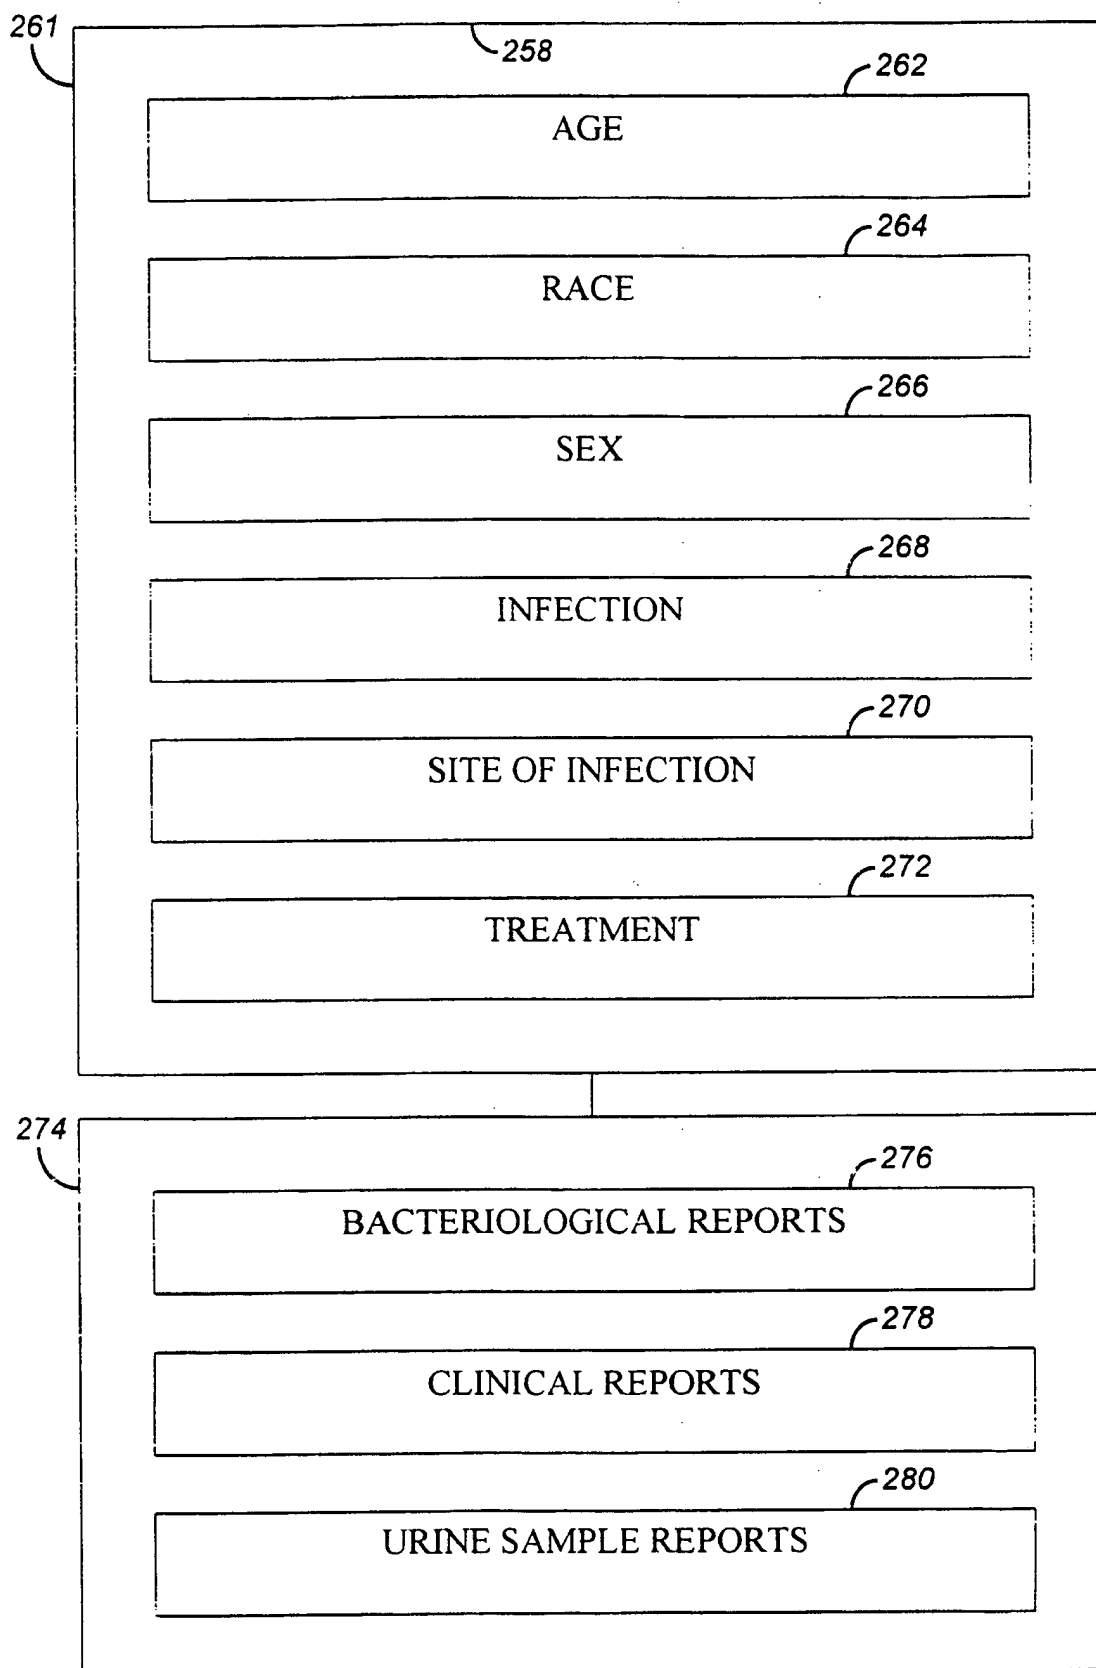 261
258
262
AGE
264
RACE
266
SEX
268
INFECTION
270
SITE OF INFECTION
272
TREATMENT
274
276
BACTERIOLOGICAL REPORTS
278
CLINICAL REPORTS
280
URINE SAMPLE REPORTS